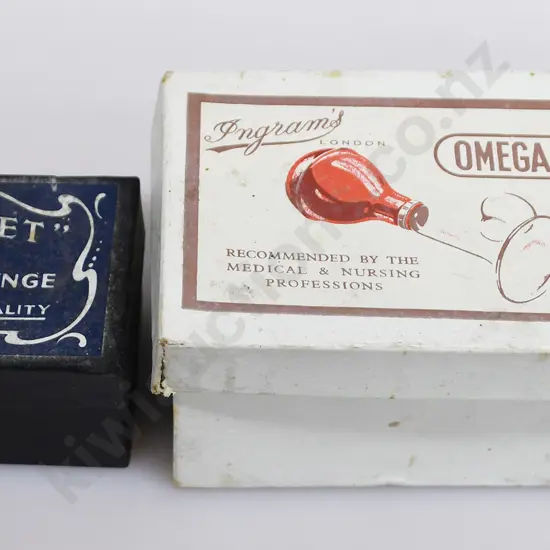 ET"
NGE
ALITY
Ingram's
LONDON
OMEGA
RECOMMENDED BY THE
MEDICAL & NURSING
PROFESSIONS